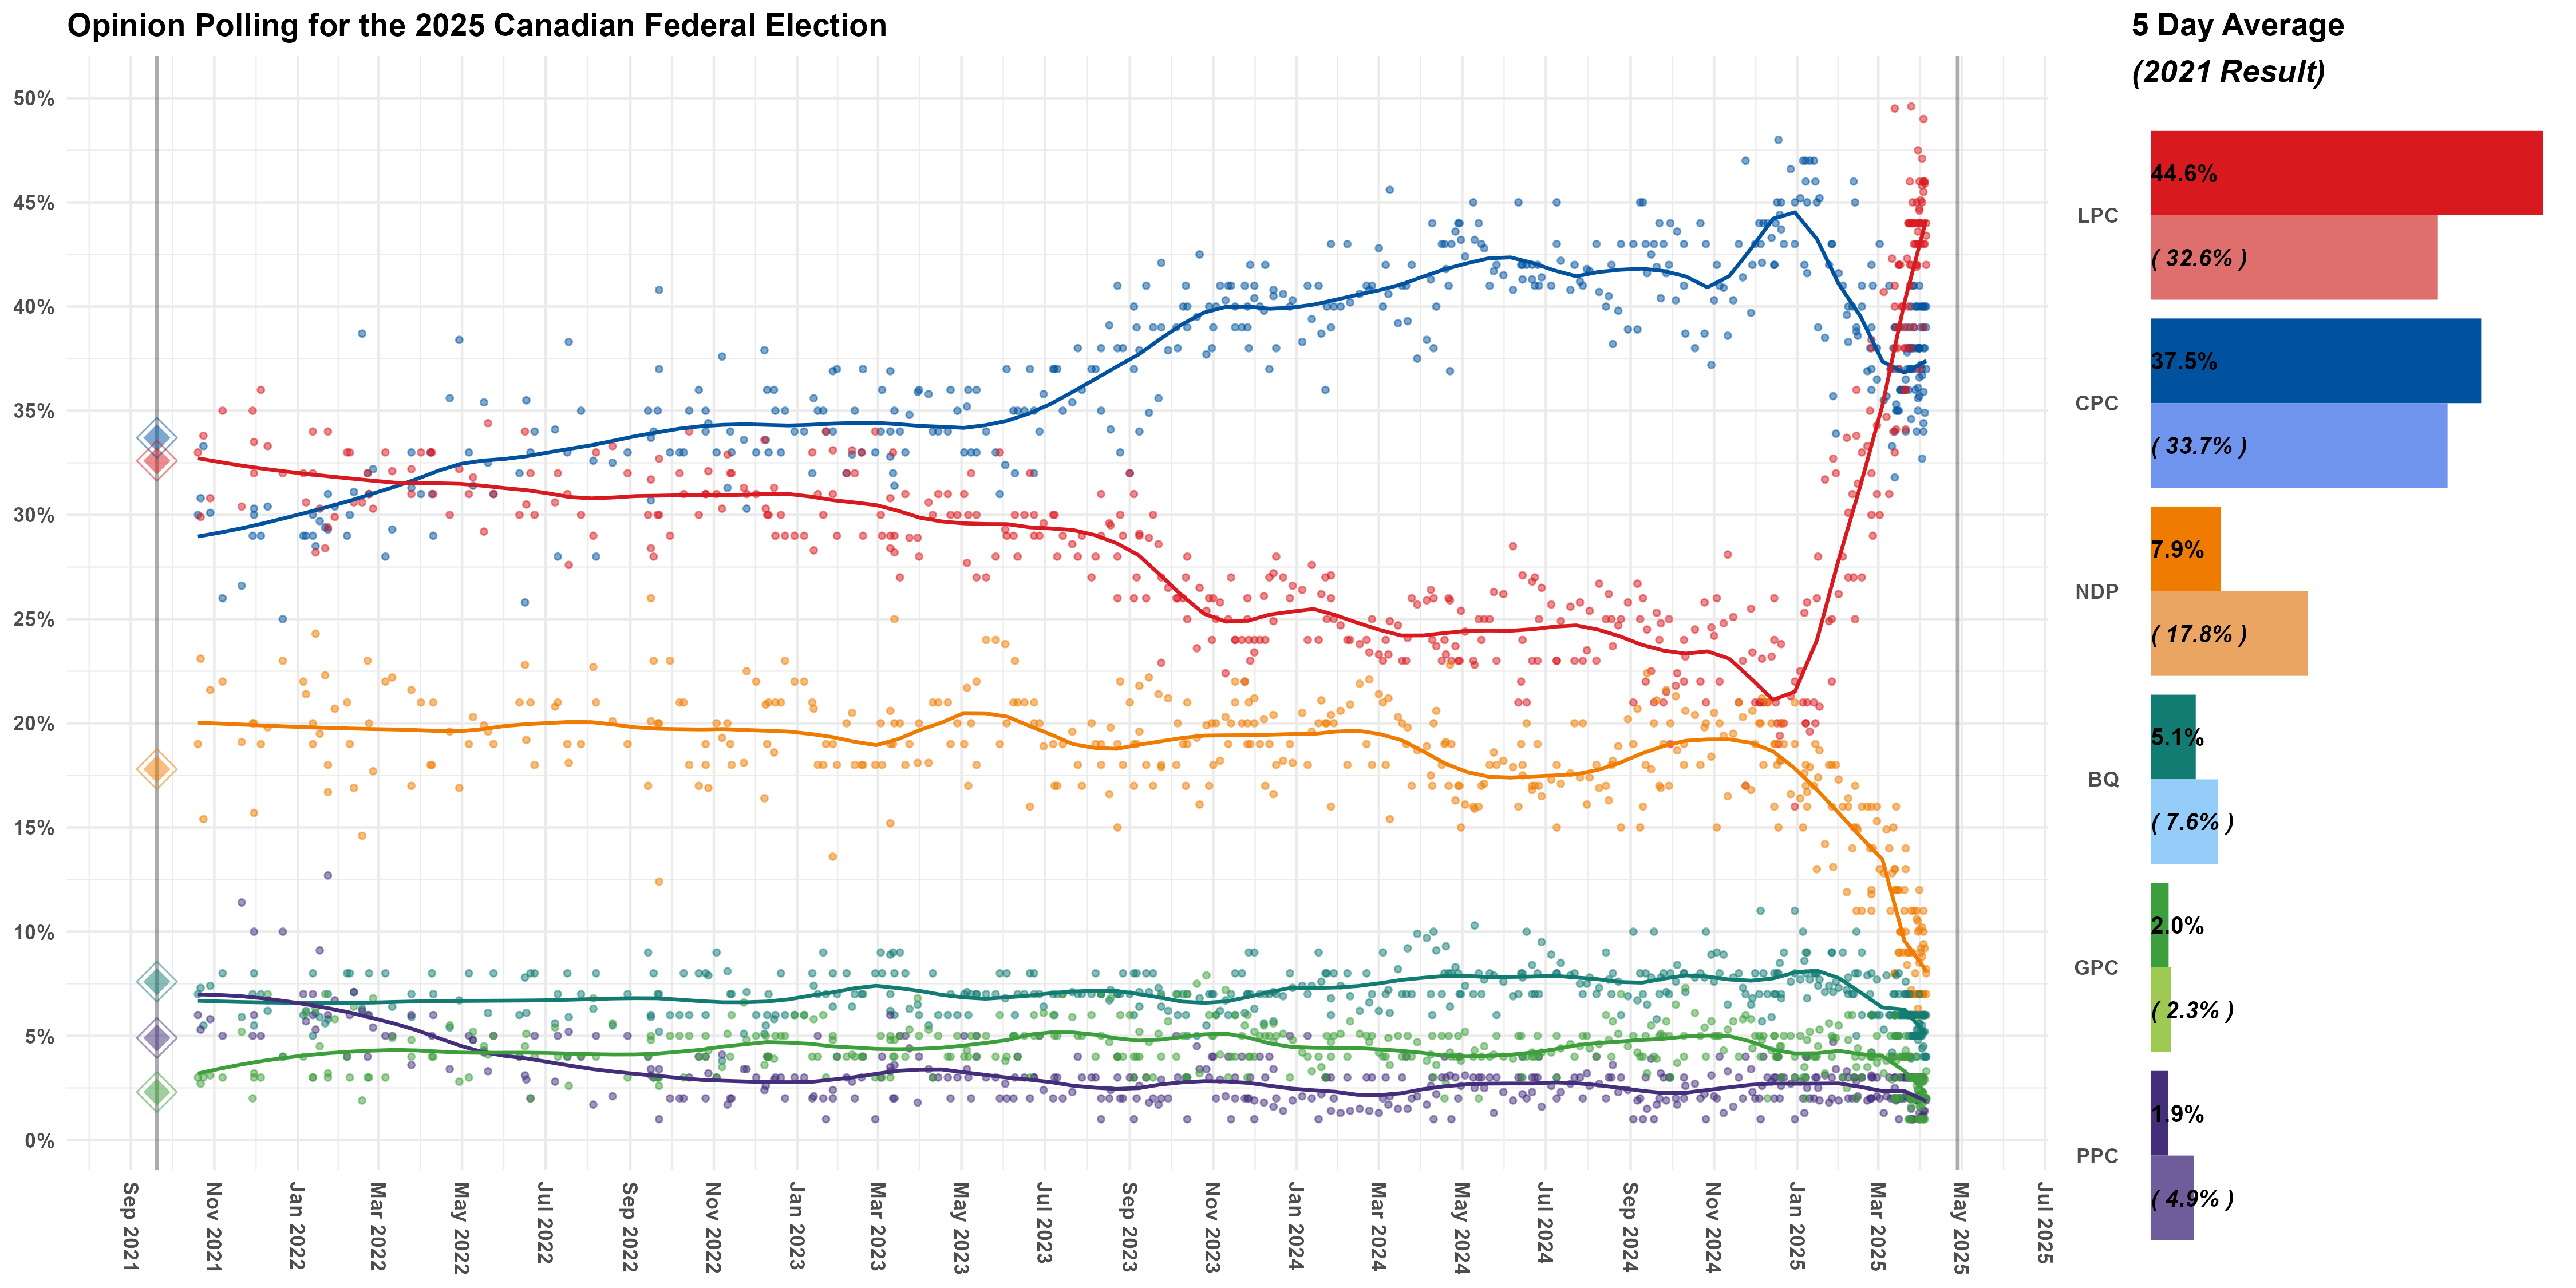 Opinion Polling for the 2025 Canadian Federal Election
50%
45%
40%
35%
30%
25%
20%
15%
10%
5%
0%
Sep 2021
Nov 2021
Jan 2022
Mar 2022
May 2022
Jul 2022
Sep 2022
Nov 2022
Jan 2023
Mar 2023
May 2023
Jul 2023
Sep 2023
Nov 2023
Jan 2024
Mar 2024
May 2024
Jul 2024
Sep 2024
Nov 2024
Jan 2025
Mar 2025
May 2025
Jul 2025
5 Day Average
(2021 Result)
LPC
44.6%
( 32.6% )
CPC
37.5%
( 33.7% )
NDP
7.9%
( 17.8% )
BQ
5.1%
( 7.6% )
GPC
2.0%
( 2.3% )
PPC
1.9%
( 4.9% )